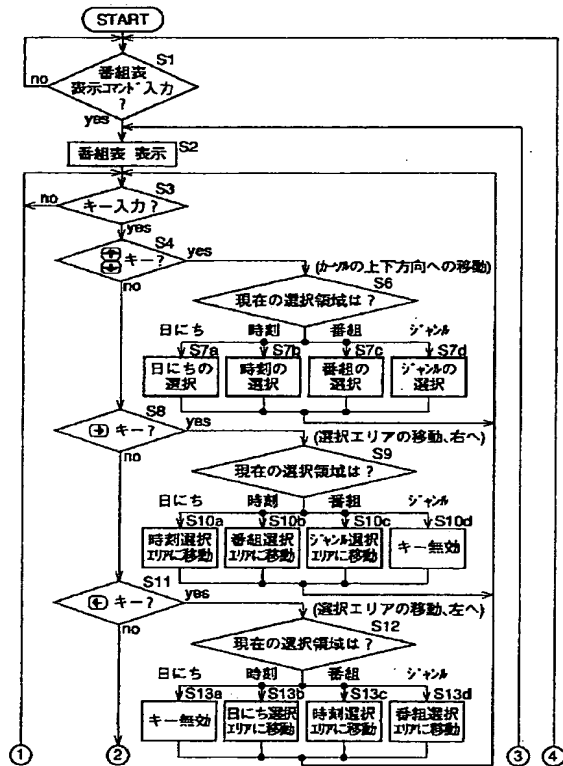 START
S1
番組表
表示コマンド入力
?
no
yes
S2
番組表 表示
S3
キー入力?
no
yes
S4
↑
↓
キー?
yes
no
(カーソルの上下方向への移動)
S6
現在の選択領域は?
日にち 時刻 番組 ジャンル
S7a S7b S7c S7d
日にちの
選択
時刻の
選択
番組の
選択
ジャンルの
選択
S8
→ キー?
yes
no
(選択エリアの移動、右へ)
S9
現在の選択領域は?
日にち 時刻 番組 ジャンル
S10a S10b S10c S10d
時刻選択
エリアに移動
番組選択
エリアに移動
ジャンル選択
エリアに移動
キー無効
S11
← キー?
yes
no
(選択エリアの移動、左へ)
S12
現在の選択領域は?
日にち 時刻 番組 ジャンル
S13a S13b S13c S13d
キー無効
日にち選択
エリアに移動
時刻選択
エリアに移動
番組選択
エリアに移動
① ② ③ ④